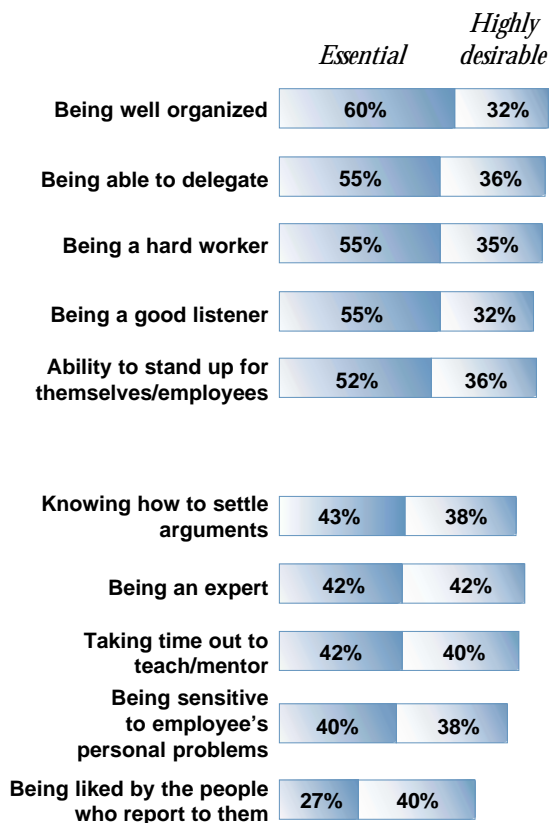 Highly
Essential desirable
Being well organized 60% 32%
Being able to delegate 55% 36%
Being a hard worker 55% 35%
Being a good listener 55% 32%
Ability to stand up for
themselves/employees 52% 36%
Knowing how to settle
arguments 43% 38%
Being an expert 42% 42%
Taking time out to
teach/mentor 42% 40%
Being sensitive
to employee's
personal problems 40% 38%
Being liked by the people
who report to them 27% 40%